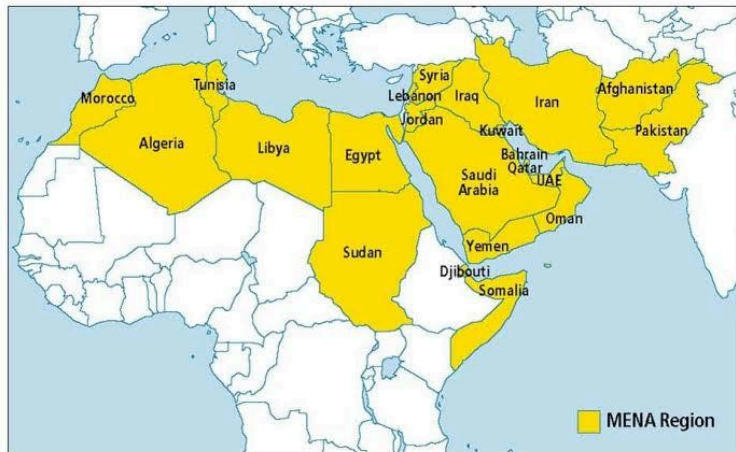 Morocco
Tunisia
Algeria
Libya
Egypt
Sudan
Syria
Lebanon
Iraq
Jordan
Iran
Afghanistan
Pakistan
Kuwait
Bahrain
Qatar
UAE
Saudi
Arabia
Oman
Yemen
Djibouti
Somalia
MENA Region